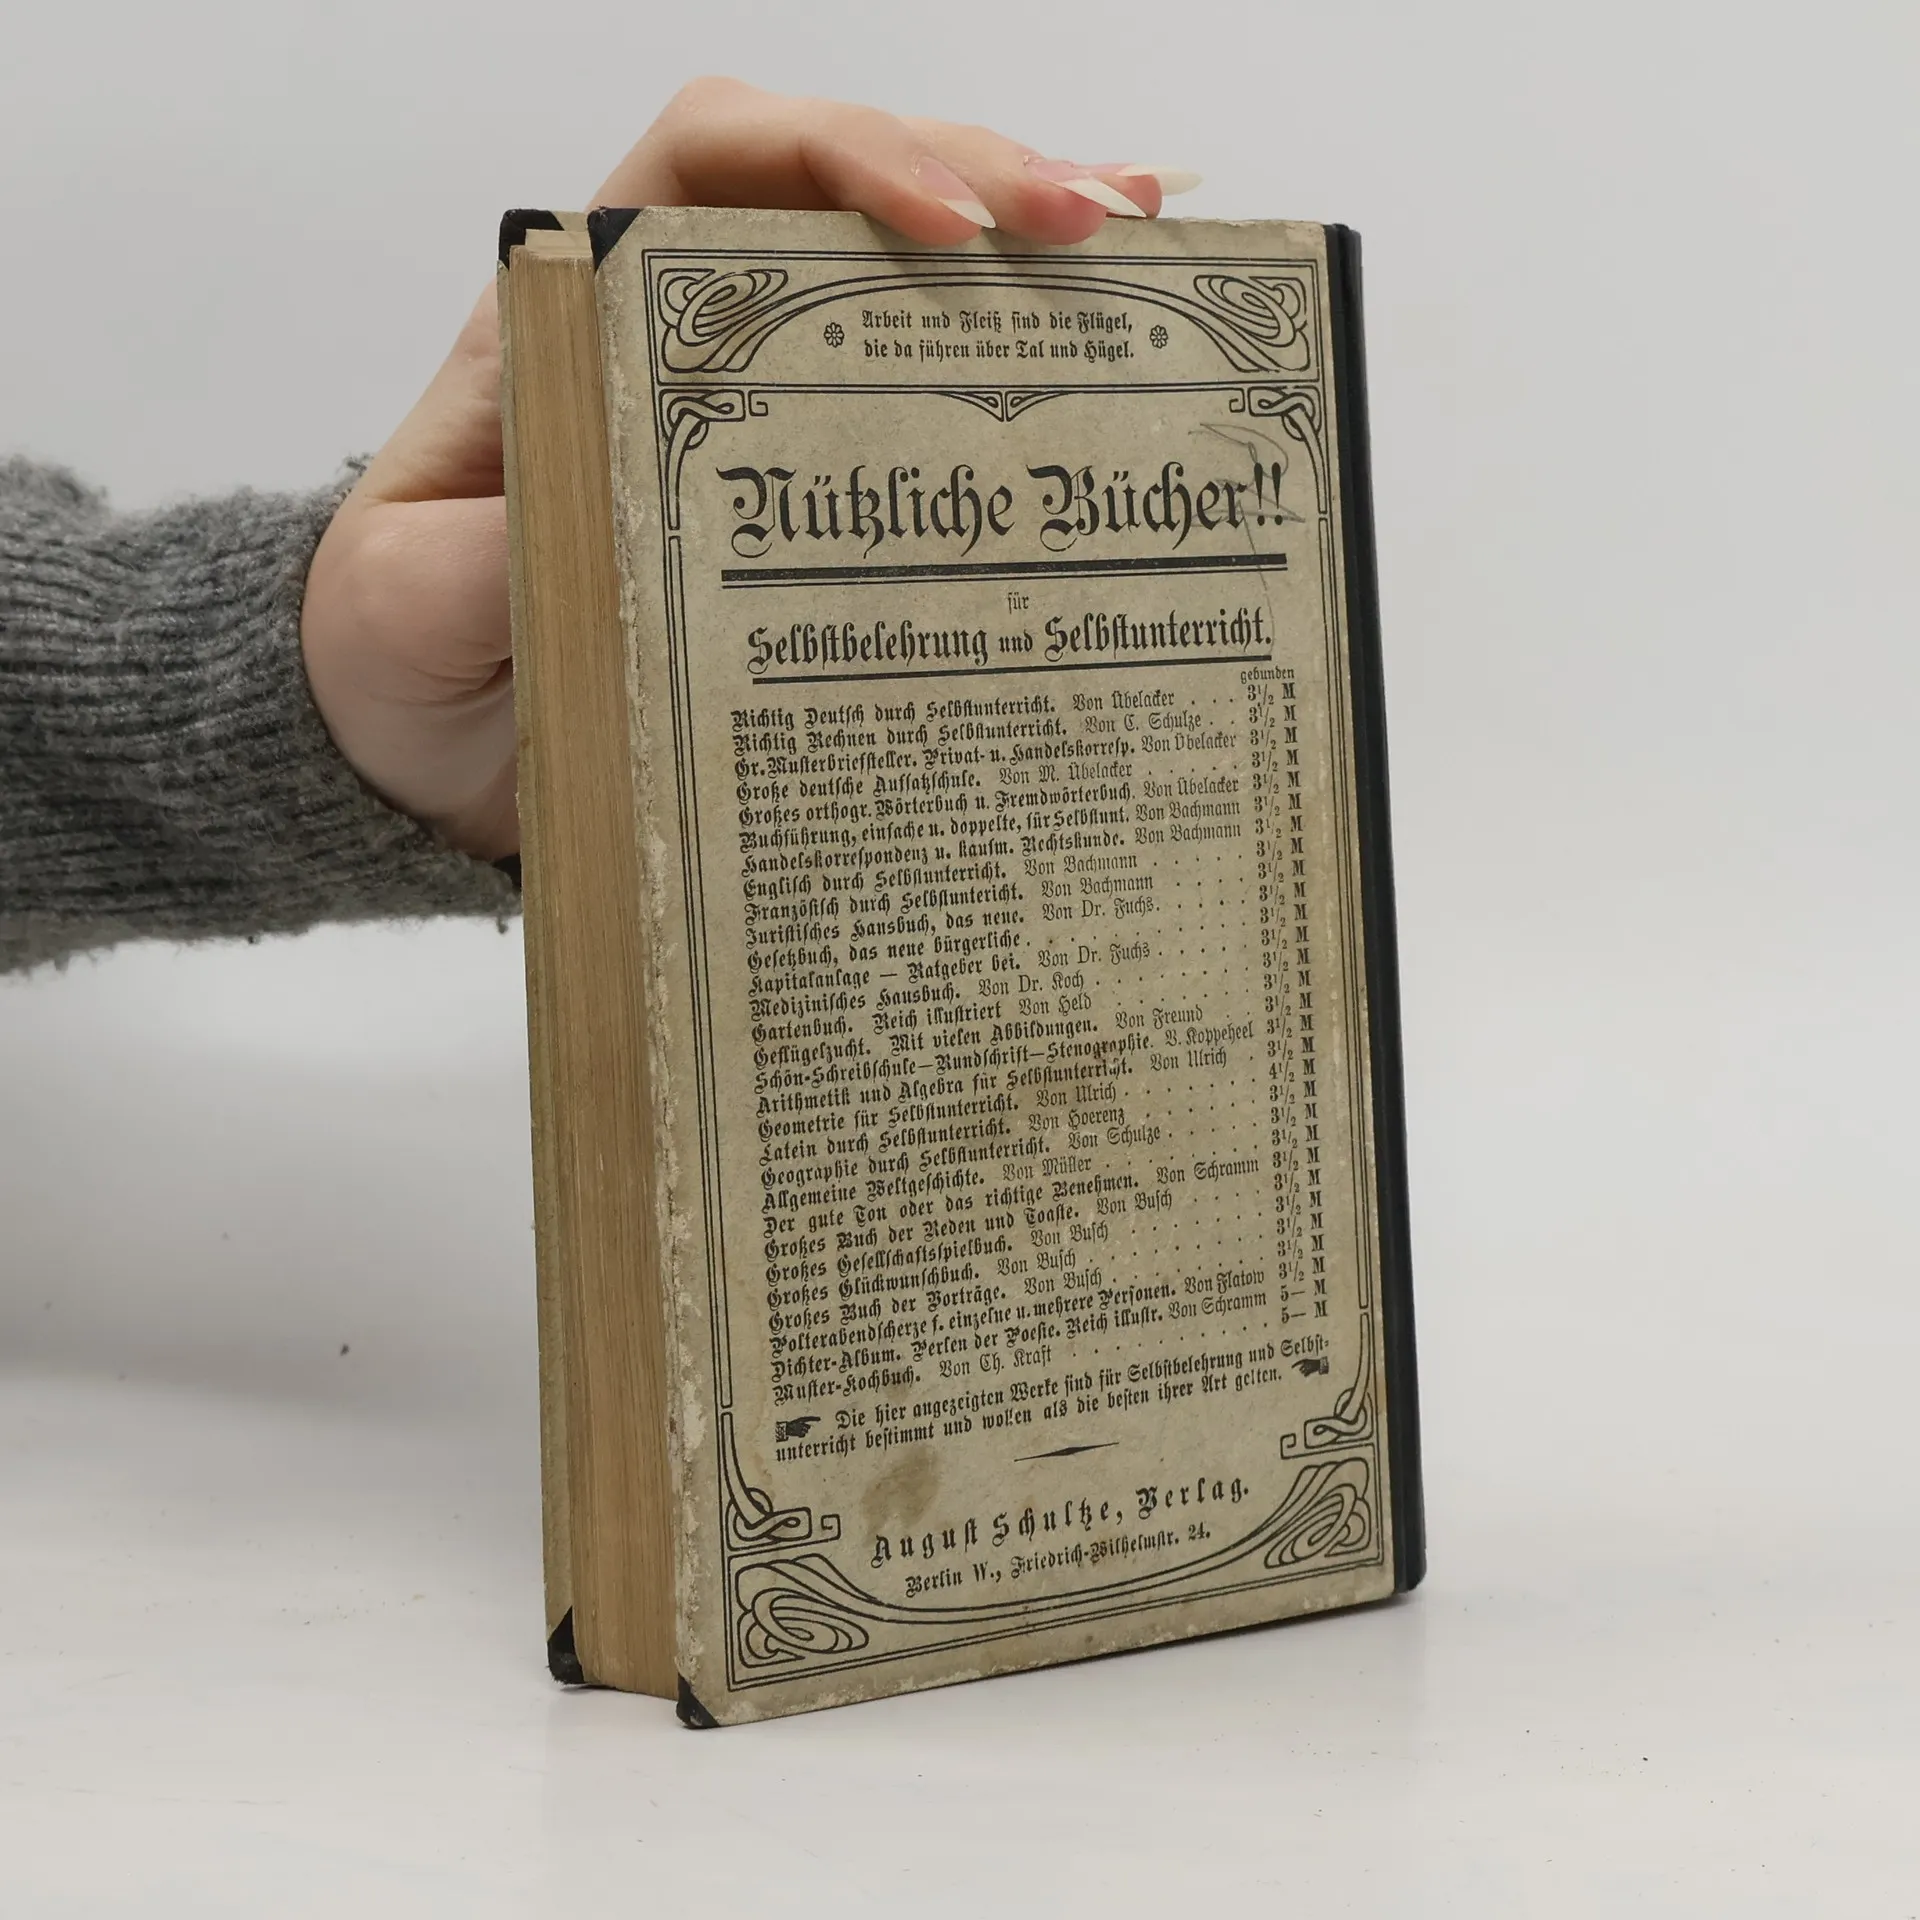 Arbeit und Fleiß sind die Flügel,
die da führen über Tal und Hügel.
Nützliche Bücher!!
für
Selbstbelehrung und Selbstunterricht.
gebunden
Richtig Deutsch durch Selbstunterricht. Von Übelacker . . . 3½ M
Richtig Rechnen durch Selbstunterricht. Von C. Schulze . . 3½ M
Gr. Musterbriefsteller. Privat- u. Handelskorresp. Von Übelacker 3½ M
Große deutsche Aufsatzschule. Von M. Übelacker . . . . . 3½ M
Großes orthogr. Wörterbuch u. Fremdwörterbuch. Von Übelacker 3½ M
Buchführung, einfache u. doppelte, für Selbstunt. Von Bachmann 3½ M
Handelskorrespondenz u. kaufm. Rechtskunde. Von Bachmann 3½ M
Englisch durch Selbstunterricht. Von Bachmann . . . . . 3½ M
Französisch durch Selbstuntericht. Von Bachmann . . . . 3½ M
Juristisches Hausbuch, das neue. Von Dr. Fuchs. . . . . 3½ M
Gesetzbuch, das neue bürgerliche . . . . . . . . . . . 3½ M
Kapitalanlage — Ratgeber bei. Von Dr. Fuchs . . . . . 3½ M
Medizinisches Hausbuch. Von Dr. Koch . . . . . . . . 3½ M
Gartenbuch. Reich illustriert Von Held . . . . . . . 3½ M
Geflügelzucht. Mit vielen Abbildungen. Von Freund . . 3½ M
Schön-Schreibschule—Rundschrift—Stenographie. V. Koppeheel 3½ M
Arithmetik und Algebra für Selbstunterricht. Von Ulrich . 3½ M
Geometrie für Selbstunterricht. Von Ulrich . . . . . . 4½ M
Latein durch Selbstunterricht. Von Hoerenz . . . . . . 3½ M
Geographie durch Selbstunterricht. Von Schulze . . . . . 3½ M
Allgemeine Weltgeschichte. Von Müller . . . . . . . 3½ M
Der gute Ton oder das richtige Benehmen. Von Schramm 3½ M
Großes Buch der Reden und Toaste. Von Busch . . . . 3½ M
Großes Gesellschaftsspielbuch. Von Busch . . . . . . . 3½ M
Großes Glückwunschbuch. Von Busch . . . . . . . . 3½ M
Großes Buch der Vorträge. Von Busch . . . . . . . 3½ M
Polterabendscherze f. einzelne u. mehrere Personen. Von Flatow 3½ M
Dichter-Album. Perlen der Poesie. Reich illustr. Von Schramm 5— M
Muster-Kochbuch. Von Ch. Kraft . . . . . . . . . 5— M
Die hier angezeigten Werke sind für Selbstbelehrung und Selbst-
unterricht bestimmt und wollen als die besten ihrer Art gelten.
August Schultze, Verlag.
Berlin W., Friedrich-Wilhelmstr. 24.